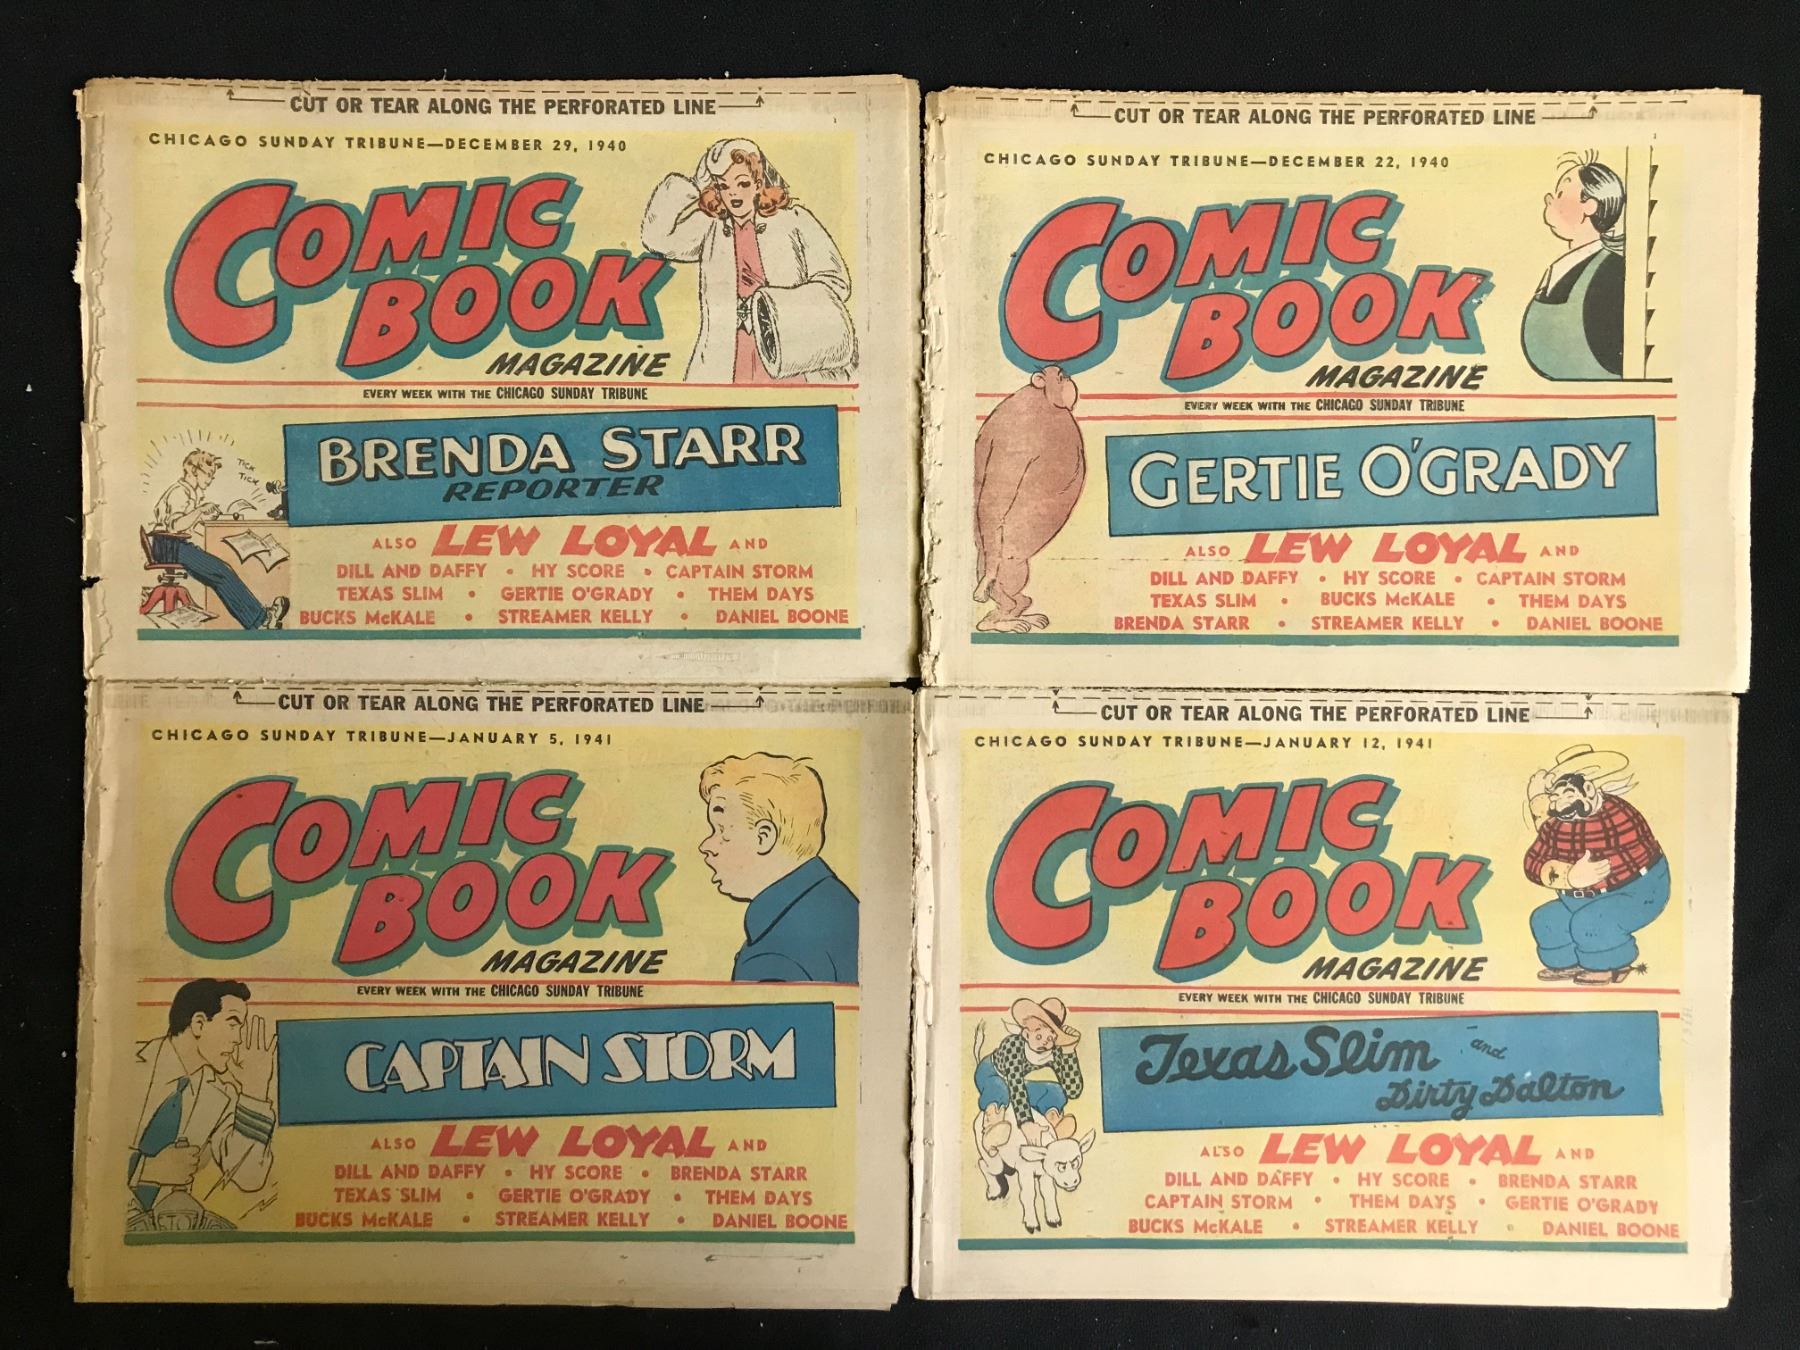 CUT OR TEAR ALONG THE PERFORATED LINE
CHICAGO SUNDAY TRIBUNE—DECEMBER 29, 1940
COMIC
BOOK
MAGAZINE
EVERY WEEK WITH THE CHICAGO SUNDAY TRIBUNE
BRENDA STARR
REPORTER
TICK
TICK
ALSO LEW LOYAL AND
DILL AND DAFFY • HY SCORE • CAPTAIN STORM
TEXAS SLIM • GERTIE O'GRADY • THEM DAYS
BUCKS McKALE • STREAMER KELLY • DANIEL BOONE
CUT OR TEAR ALONG THE PERFORATED LINE
CHICAGO SUNDAY TRIBUNE—DECEMBER 22, 1940
COMIC
BOOK
MAGAZINE
EVERY WEEK WITH THE CHICAGO SUNDAY TRIBUNE
GERTIE O'GRADY
ALSO LEW LOYAL AND
DILL AND DAFFY • HY SCORE • CAPTAIN STORM
TEXAS SLIM • BUCKS McKALE • THEM DAYS
BRENDA STARR • STREAMER KELLY • DANIEL BOONE
CUT OR TEAR ALONG THE PERFORATED LINE
CHICAGO SUNDAY TRIBUNE—JANUARY 5, 1941
COMIC
BOOK
MAGAZINE
EVERY WEEK WITH THE CHICAGO SUNDAY TRIBUNE
CAPTAIN STORM
ALSO LEW LOYAL AND
DILL AND DAFFY • HY SCORE • BRENDA STARR
TEXAS SLIM • GERTIE O'GRADY • THEM DAYS
BUCKS McKALE • STREAMER KELLY • DANIEL BOONE
CUT OR TEAR ALONG THE PERFORATED LINE
CHICAGO SUNDAY TRIBUNE—JANUARY 12, 1941
COMIC
BOOK
MAGAZINE
EVERY WEEK WITH THE CHICAGO SUNDAY TRIBUNE
Texas Slim and
Dirty Dalton
ALSO LEW LOYAL AND
DILL AND DAFFY • HY SCORE • BRENDA STARR
CAPTAIN STORM • THEM DAYS • GERTIE O'GRADY
BUCKS McKALE • STREAMER KELLY • DANIEL BOONE